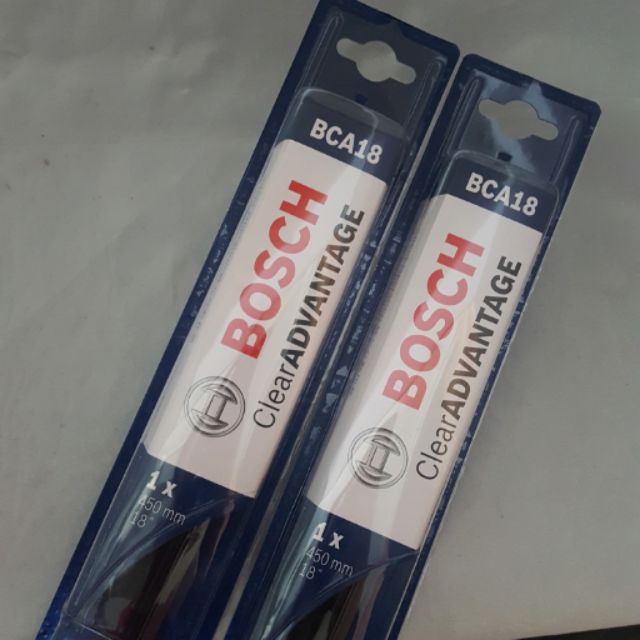 BCA18
BOSCH
ClearADVANTAGE
1 x
450 mm
18"
BCA18
BOSCH
ClearADVANTAGE
1 x
450 mm
18"